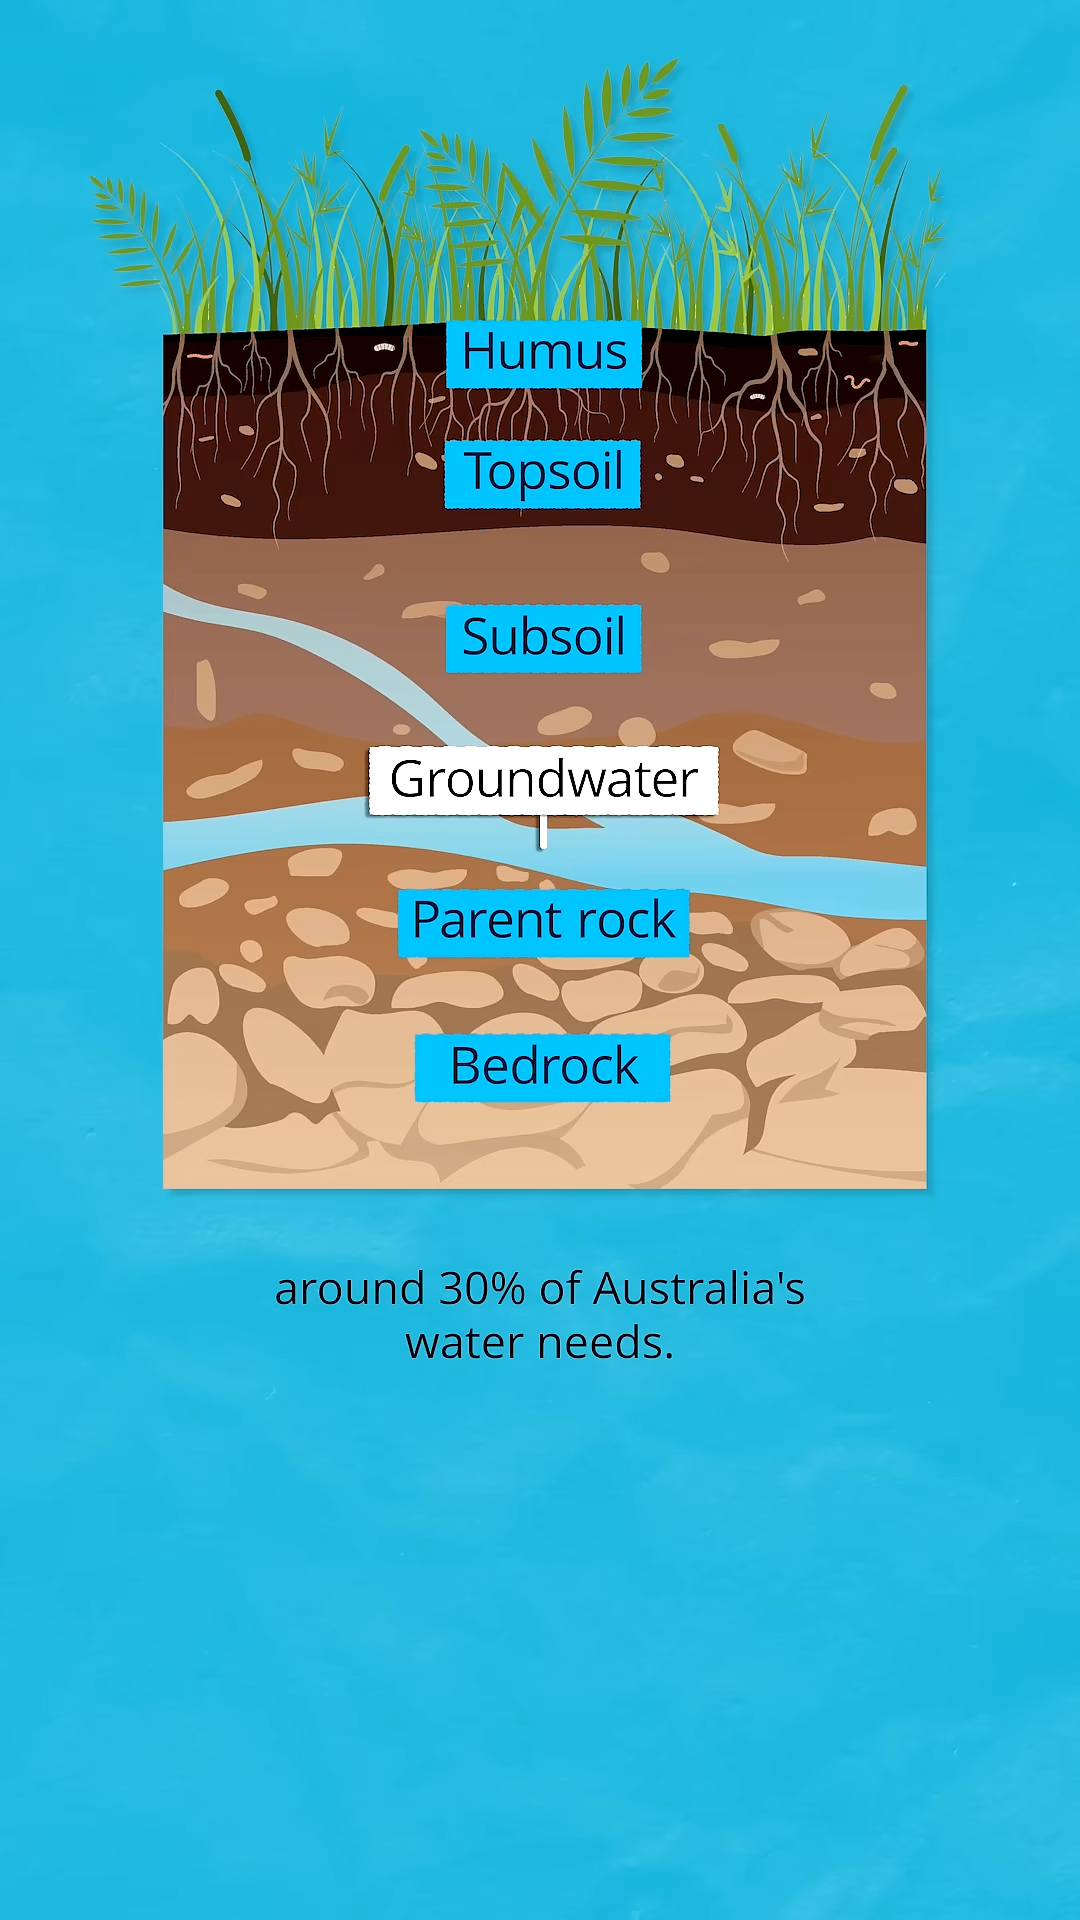 Humus
Topsoil
Subsoil
Groundwater
Parent rock
Bedrock
around 30% of Australia's
water needs.